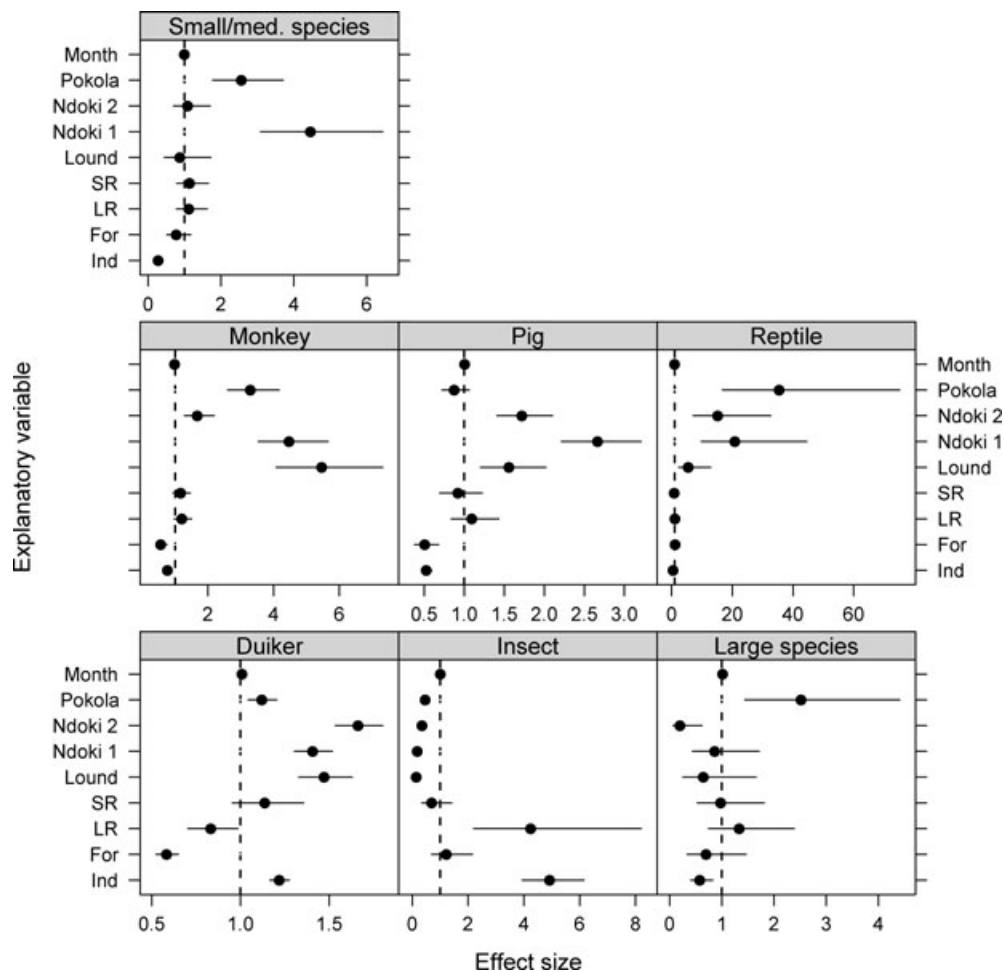 Small/med. species
Month
Pokola
Ndoki 2
Ndoki 1
Lound
SR
LR
For
Ind
0 2 4 6
Explanatory variable
Monkey Pig Reptile
Month
Pokola
Ndoki 2
Ndoki 1
Lound
SR
LR
For
Ind
2 4 6 0.5 1.0 1.5 2.0 2.5 3.0 0 20 40 60
Duiker Insect Large species
Month
Pokola
Ndoki 2
Ndoki 1
Lound
SR
LR
For
Ind
0.5 1.0 1.5 0 2 4 6 8 0 1 2 3 4
Effect size